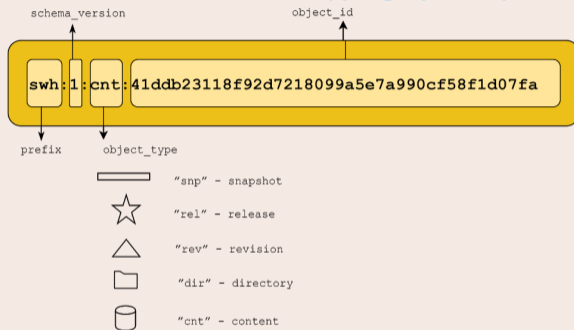 schema_version object_id
swh:1:cnt:41ddb23118f92d7218099a5e7a990cf58f1d07fa
prefix object_type
"snp" - snapshot
"rel" - release
"rev" - revision
"dir" - directory
"cnt" - content